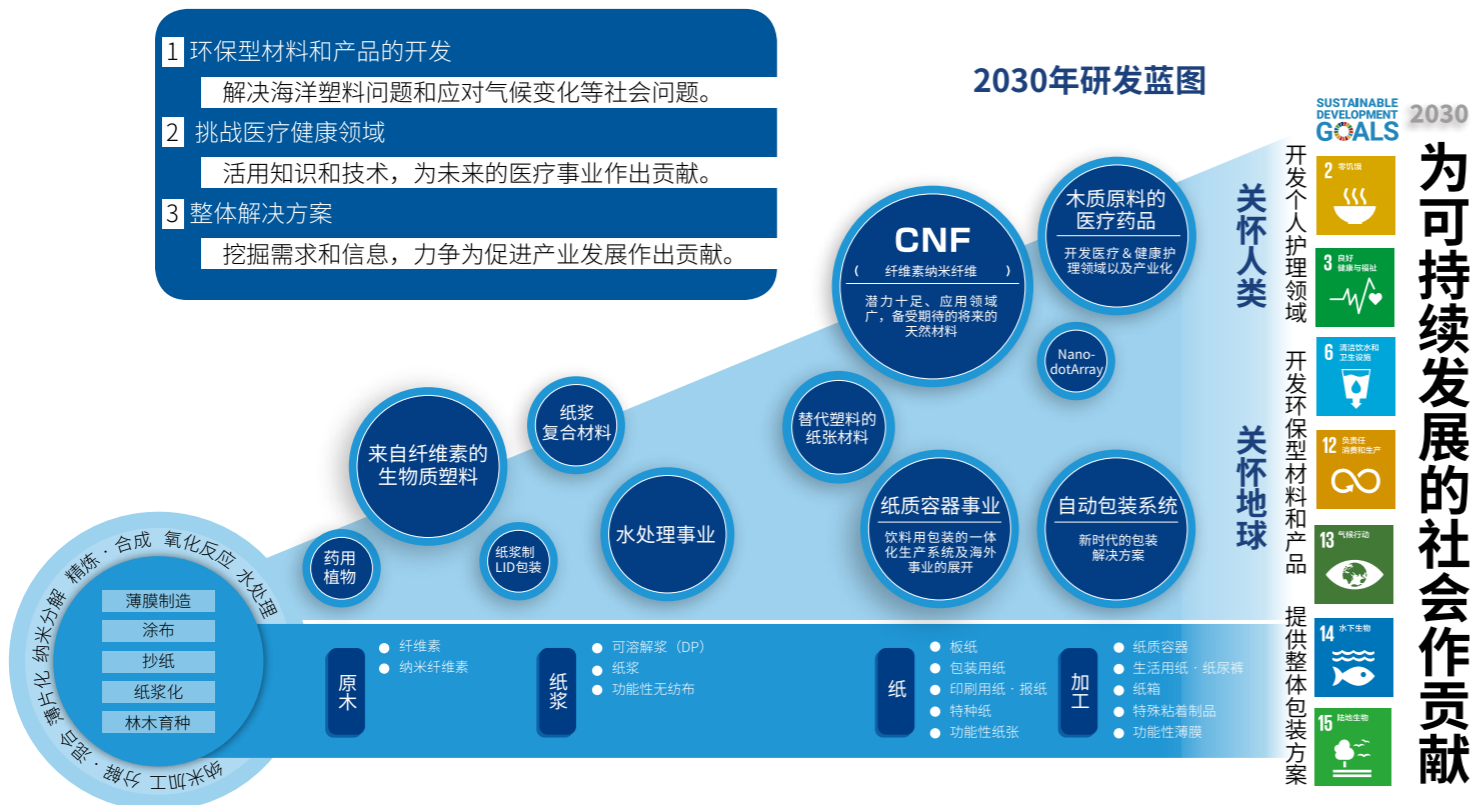 1 环保型材料和产品的开发
解决海洋塑料问题和应对气候变化等社会问题。
2 挑战医疗健康领域
活用知识和技术，为未来的医疗事业作出贡献。
3 整体解决方案
挖掘需求和信息，力争为促进产业发展作出贡献。
2030年研发蓝图
SUSTAINABLE
DEVELOPMENT
GOALS
2030
为可持续发展的社会作贡献
开发个人护理领域
开发环保型材料和产品
提供整体包装方案
关怀人类
关怀地球
2 零饥饿
3 良好
健康与福祉
6 清洁饮水和
卫生设施
12 负责任
消费和生产
13 气候行动
14 水下生物
15 陆地生物
木质原料的
医疗药品
开发医疗＆健康护
理领域以及产业化
CNF
（ 纤维素纳米纤维 ）
潜力十足、应用领域
广，备受期待的将来的
天然材料
Nano-
dotArray
纸浆
复合材料
替代塑料的
纸张材料
来自纤维素的
生物质塑料
水处理事业
纸质容器事业
饮料用包装的一体
化生产系统及海外
事业的展开
自动包装系统
新时代的包装
解决方案
药用
植物
纸浆制
LID包装
薄片化 纳米分解 精炼·合成 氧化反应 水处理
混合·分解 纳米加工
薄膜制造
涂布
抄纸
纸浆化
林木育种
原木
● 纤维素
● 纳米纤维素
纸浆
● 可溶解浆（DP）
● 纸浆
● 功能性无纺布
纸
● 板纸
● 包装用纸
● 印刷用纸·报纸
● 特种纸
● 功能性纸张
加工
● 纸质容器
● 生活用纸·纸尿裤
● 纸箱
● 特殊粘着制品
● 功能性薄膜